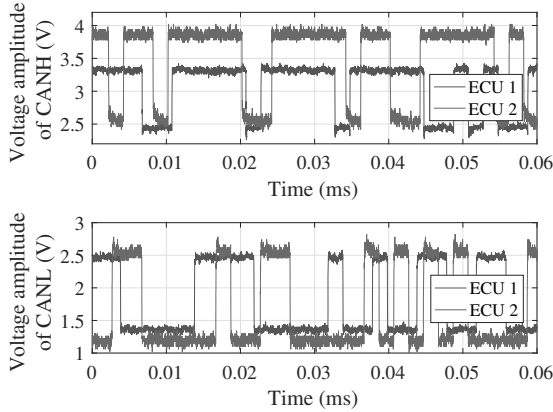 Voltage amplitude
of CANH (V)
4
3.5
3
2.5
0
0.01
0.02
0.03
0.04
0.05
0.06
Time (ms)
ECU 1
ECU 2
Voltage amplitude
of CANL (V)
3
2.5
2
1.5
1
0
0.01
0.02
0.03
0.04
0.05
0.06
Time (ms)
ECU 1
ECU 2